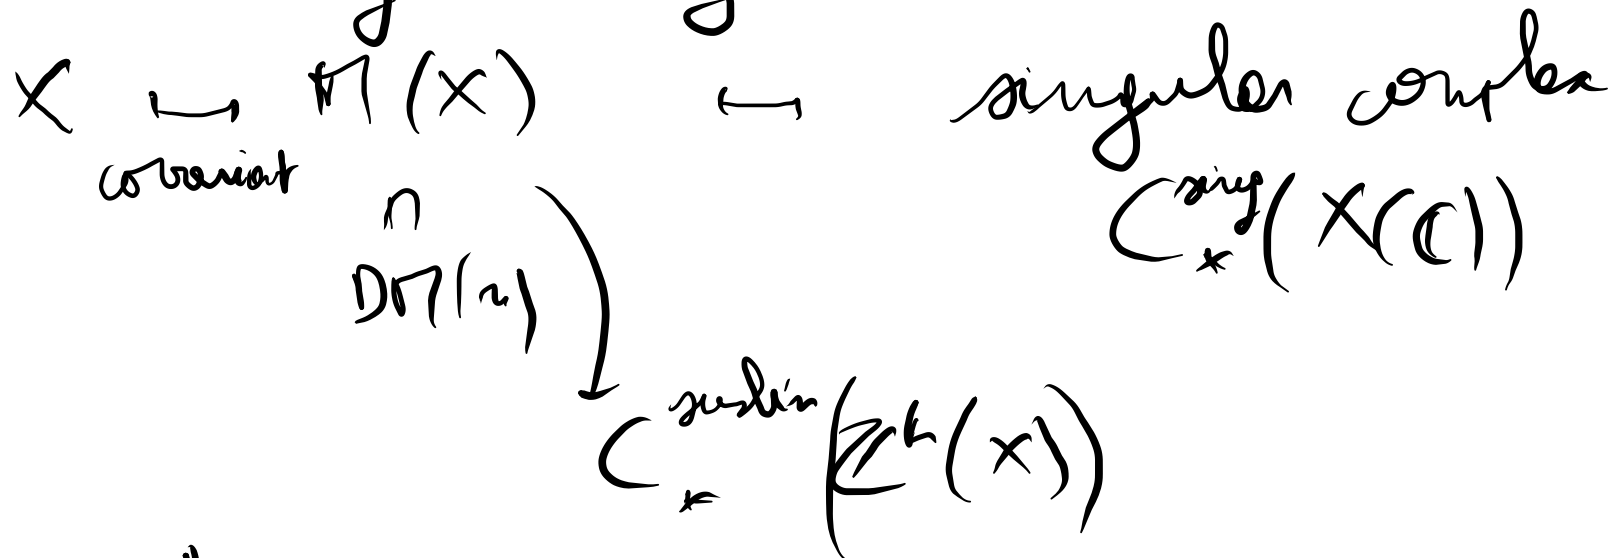 X ↦ M(X) ↤ singular complex
covariant
∩
C_*^{sing}(X(ℂ))
DM(k)
C_*^{suslin}(ℤ^{tr}(X))